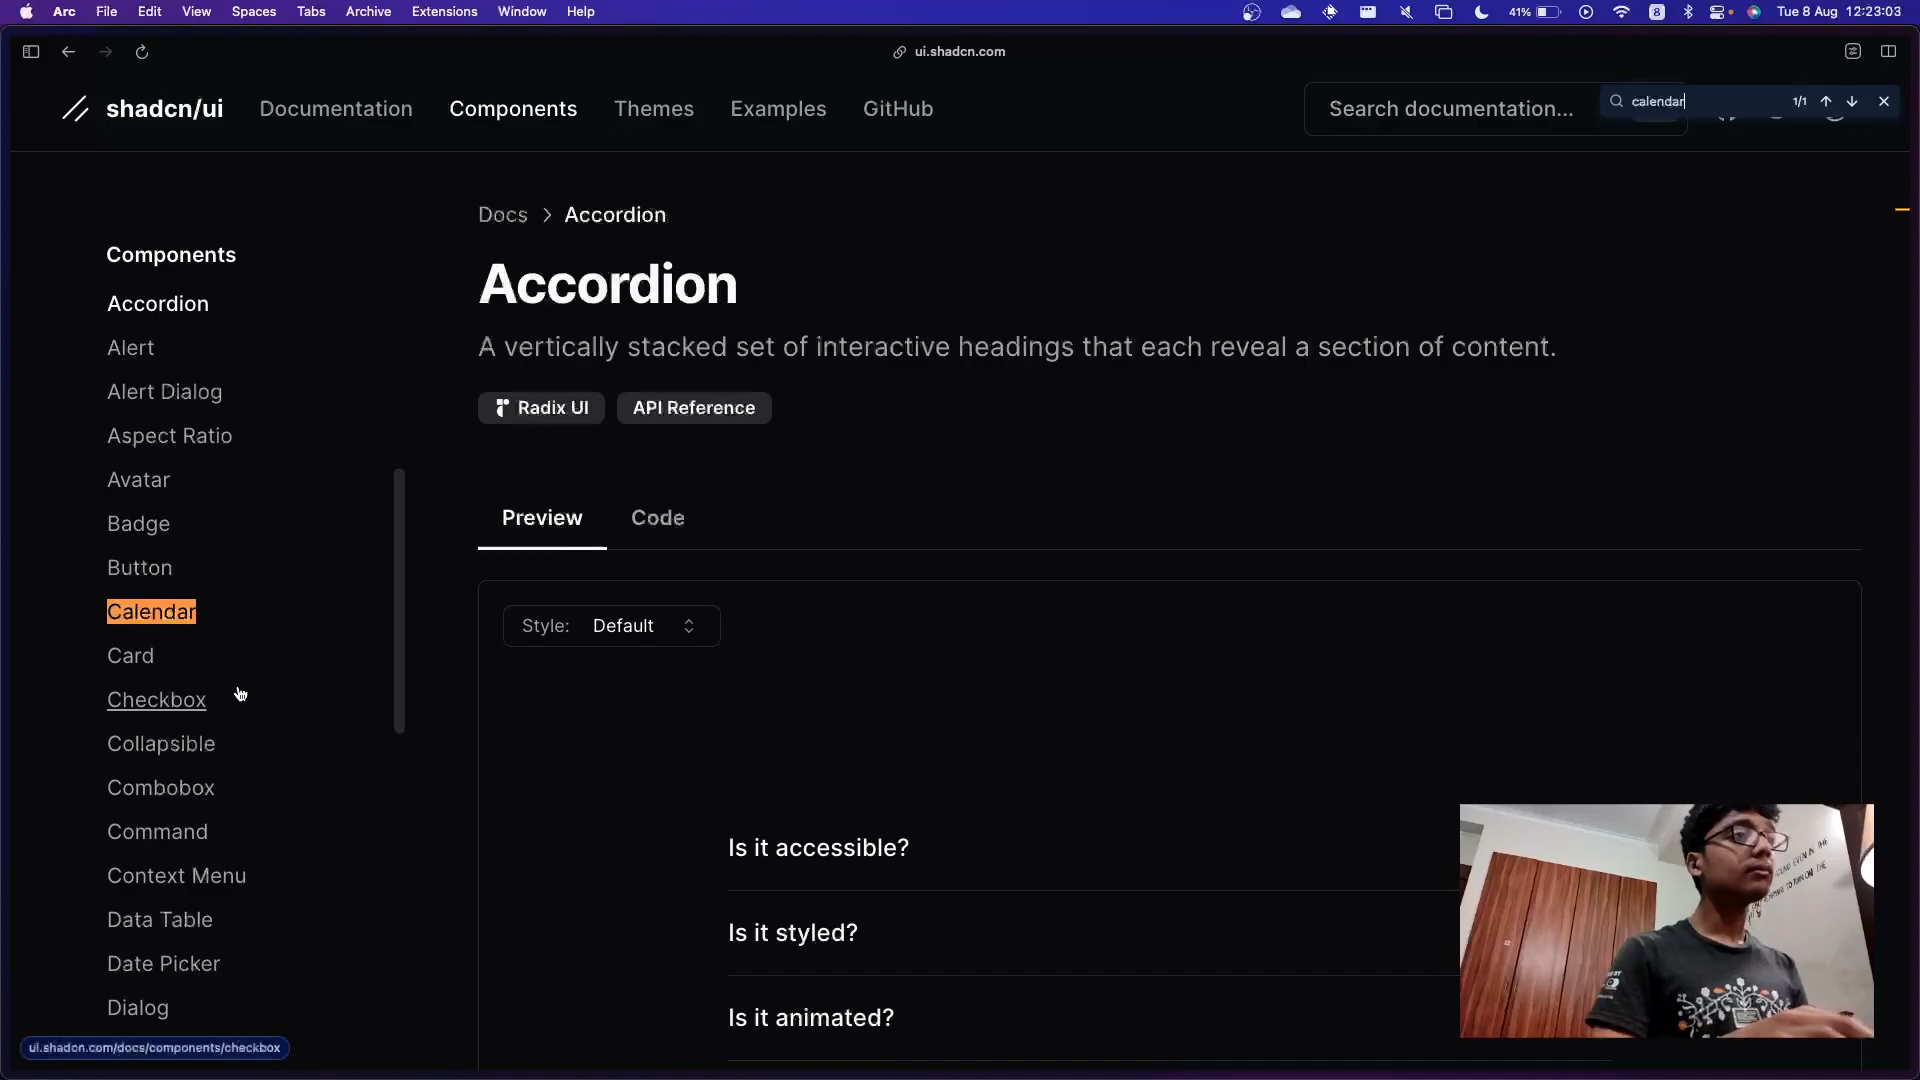 Arc File Edit View Spaces Tabs Archive Extensions Window Help 41% 8 Tue 8 Aug 12:23:03
ui.shadcn.com
shadcn/ui Documentation Components Themes Examples GitHub Search documentation... calendar 1/1
Docs > Accordion
Components
Accordion
Alert
Alert Dialog
Aspect Ratio
Avatar
Badge
Button
Calendar
Card
Checkbox
Collapsible
Combobox
Command
Context Menu
Data Table
Date Picker
Dialog
ui.shadcn.com/docs/components/checkbox
Accordion
A vertically stacked set of interactive headings that each reveal a section of content.
Radix UI API Reference
Preview Code
Style: Default
Is it accessible?
Is it styled?
Is it animated?